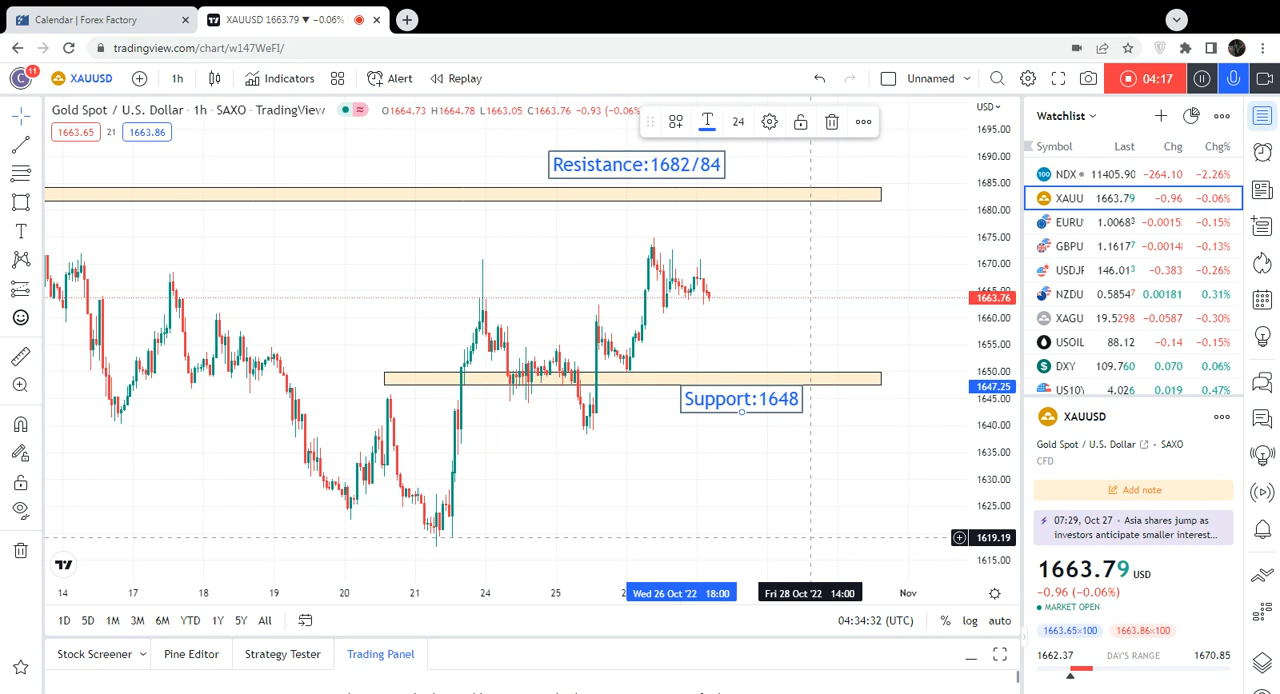 Calendar | Forex Factory
XAUUSD 1663.79 ▼ −0.06%
tradingview.com/chart/w147WeFI/
C 11 XAUUSD 1h Indicators Alert Replay Unnamed 04:17
Gold Spot / U.S. Dollar · 1h · SAXO · TradingView O1664.73 H1664.78 L1663.05 C1663.76 −0.93 (−0.06%
24
1663.65 21 1663.86
Resistance:1682/84
Support:1648
USD
1695.00
1690.00
1685.00
1680.00
1675.00
1670.00
1663.76
1660.00
1655.00
1650.00
1647.25
1645.00
1640.00
1635.00
1630.00
1625.00
1619.19
1615.00
14 17 18 19 20 21 24 25 Wed 26 Oct '22 18:00 Fri 28 Oct '22 14:00 Nov
1D 5D 1M 3M 6M YTD 1Y 5Y All 04:34:32 (UTC) % log auto
Stock Screener Pine Editor Strategy Tester Trading Panel
Watchlist
Symbol Last Chg Chg%
NDX 11405.90 −264.10 −2.26%
XAUU 1663.79 −0.96 −0.06%
EURU 1.00683 −0.0015 −0.15%
GBPU 1.16177 −0.0014 −0.13%
USDJF 146.013 −0.383 −0.26%
NZDU 0.58547 0.00181 0.31%
XAGU 19.5298 −0.0587 −0.30%
USOIL 88.12 −0.14 −0.15%
DXY 109.760 0.070 0.06%
US10Y 4.026 0.019 0.47%
XAUUSD
Gold Spot / U.S. Dollar · SAXO
CFD
Add note
07:29, Oct 27 · Asia shares jump as
investors anticipate smaller interest...
1663.79 USD
−0.96 (−0.06%)
MARKET OPEN
1663.65×100 1663.86×100
1662.37 DAY'S RANGE 1670.85